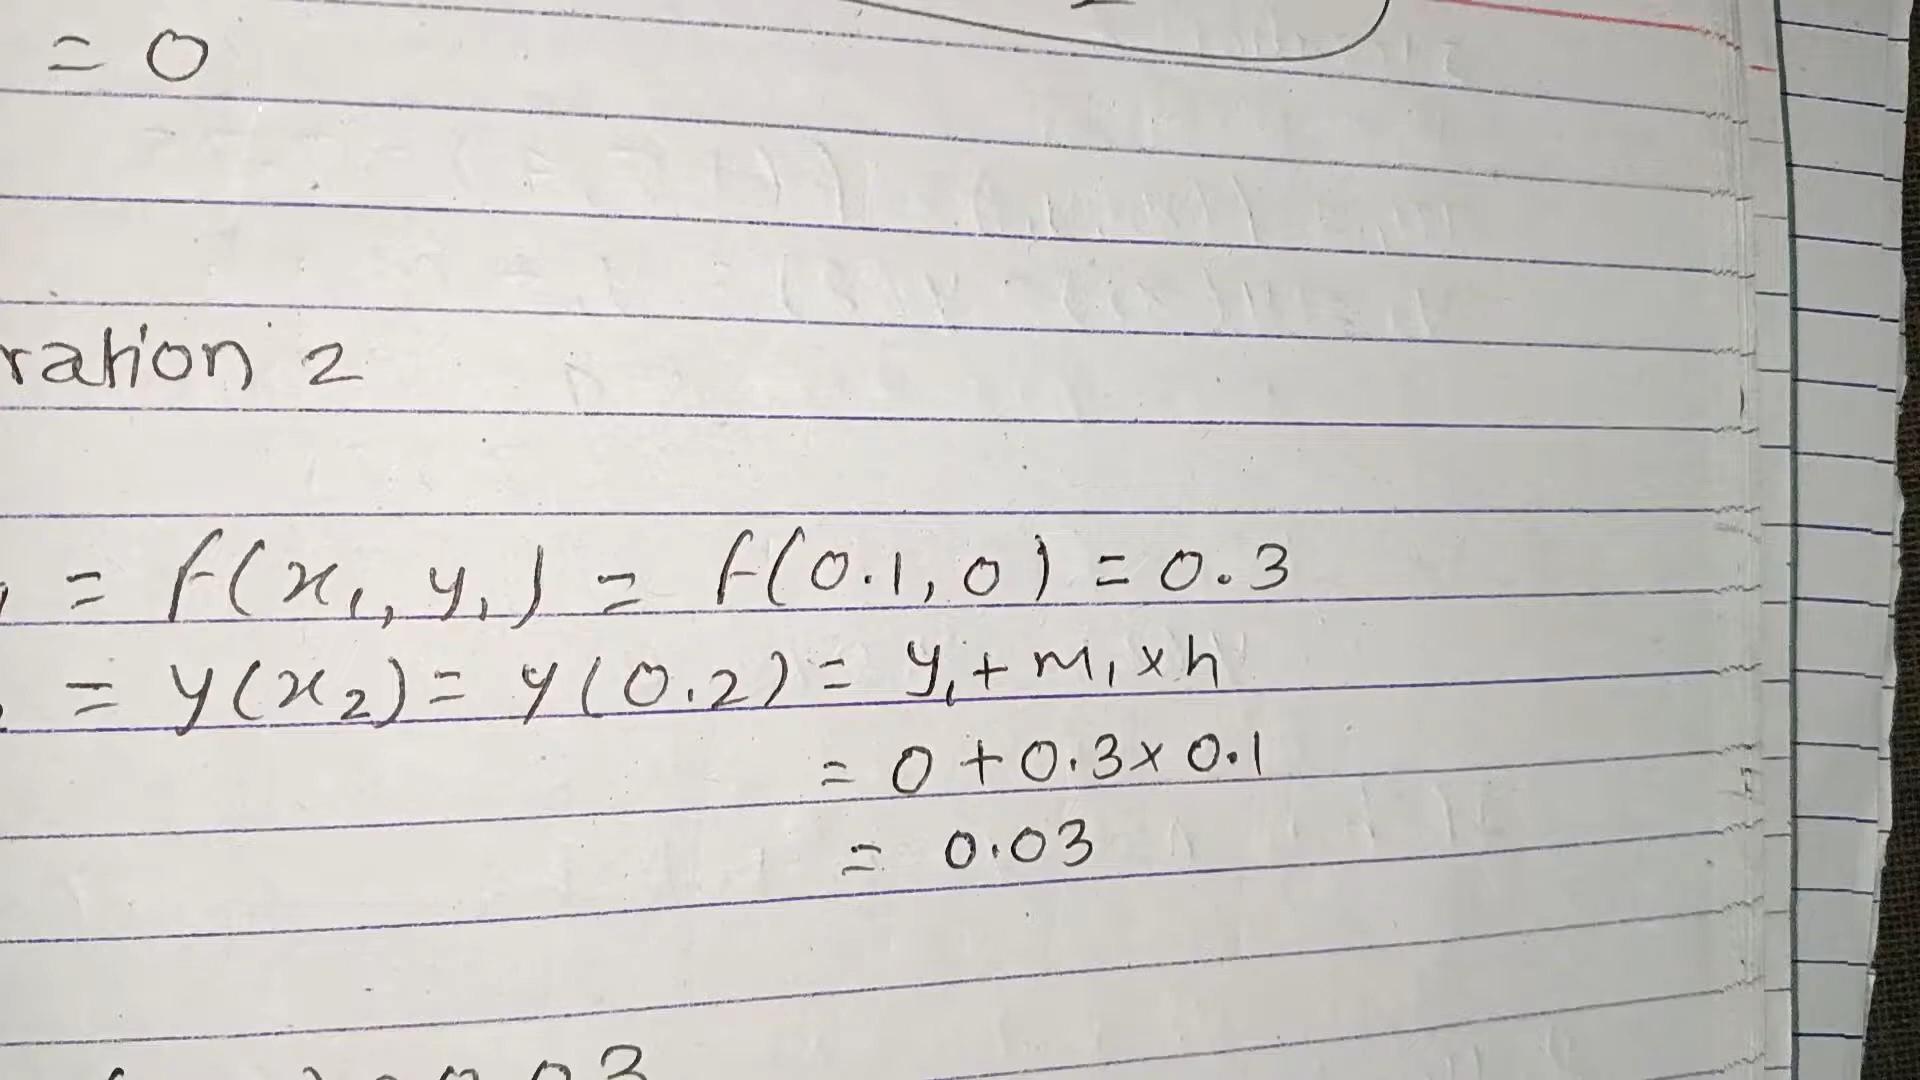 = 0
ration 2
= f(x₁, y₁) = f(0.1, 0) = 0.3
= y(x₂) = y(0.2) = y₁ + m₁ × h
= 0 + 0.3 × 0.1
= 0.03